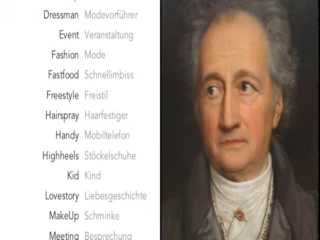 Dressman Modevorführer
Event Veranstaltung
Fashion Mode
Fastfood Schnellimbiss
Freestyle Freistil
Hairspray Haarfestiger
Handy Mobiltelefon
Highheels Stöckelschuhe
Kid Kind
Lovestory Liebesgeschichte
MakeUp Schminke
Meeting Besprechung